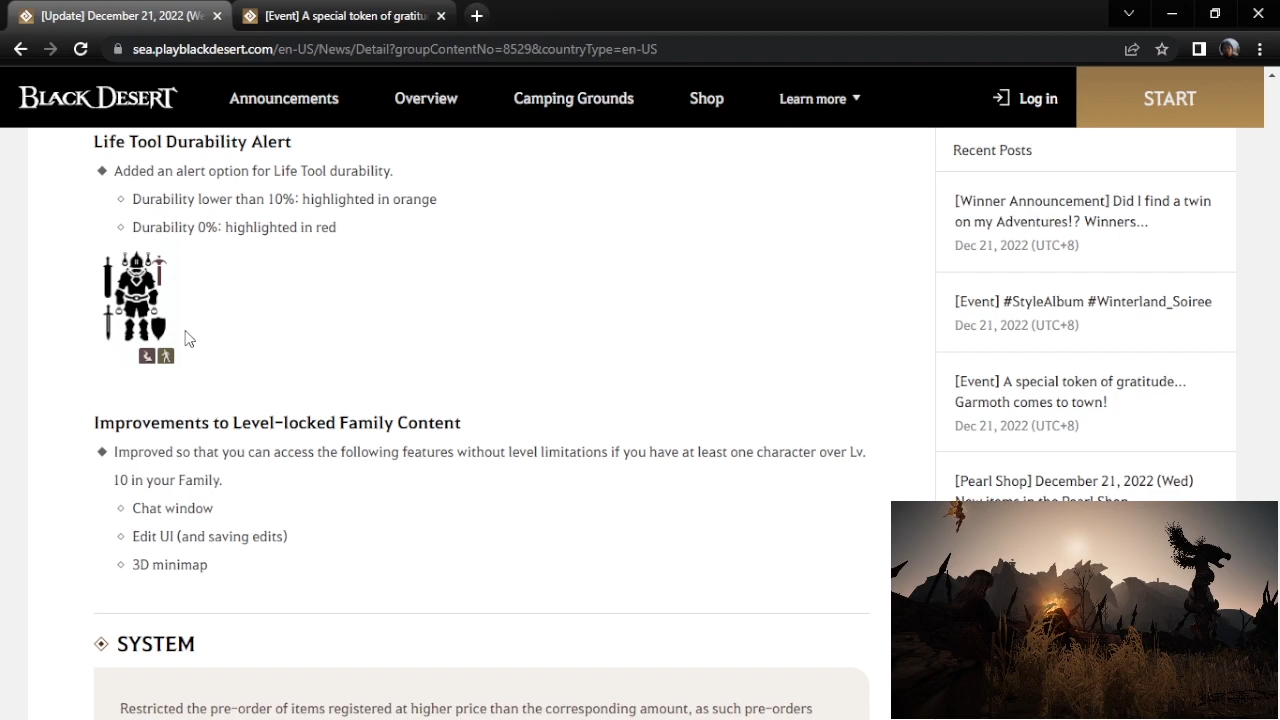 [Update] December 21, 2022 (We
[Event] A special token of gratitu
sea.playblackdesert.com/en-US/News/Detail?groupContentNo=8529&countryType=en-US
BLACK DESERT
Announcements
Overview
Camping Grounds
Shop
Learn more
Log in
START
Life Tool Durability Alert
Added an alert option for Life Tool durability.
Durability lower than 10%: highlighted in orange
Durability 0%: highlighted in red
Improvements to Level-locked Family Content
Improved so that you can access the following features without level limitations if you have at least one character over Lv.
10 in your Family.
Chat window
Edit UI (and saving edits)
3D minimap
SYSTEM
Restricted the pre-order of items registered at higher price than the corresponding amount, as such pre-orders
Recent Posts
[Winner Announcement] Did I find a twin
on my Adventures!? Winners...
Dec 21, 2022 (UTC+8)
[Event] #StyleAlbum #Winterland_Soiree
Dec 21, 2022 (UTC+8)
[Event] A special token of gratitude...
Garmoth comes to town!
Dec 21, 2022 (UTC+8)
[Pearl Shop] December 21, 2022 (Wed)
New items in the Pearl Shop